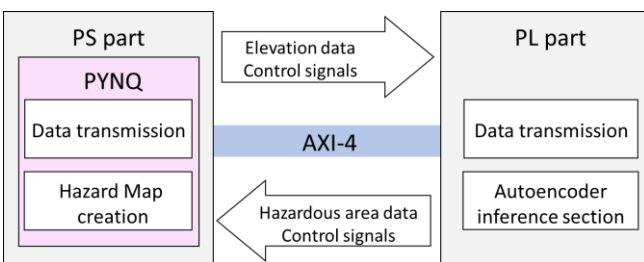 PS part
PYNQ
Data transmission
Hazard Map
creation
Elevation data
Control signals
AXI-4
Hazardous area data
Control signals
PL part
Data transmission
Autoencoder
inference section